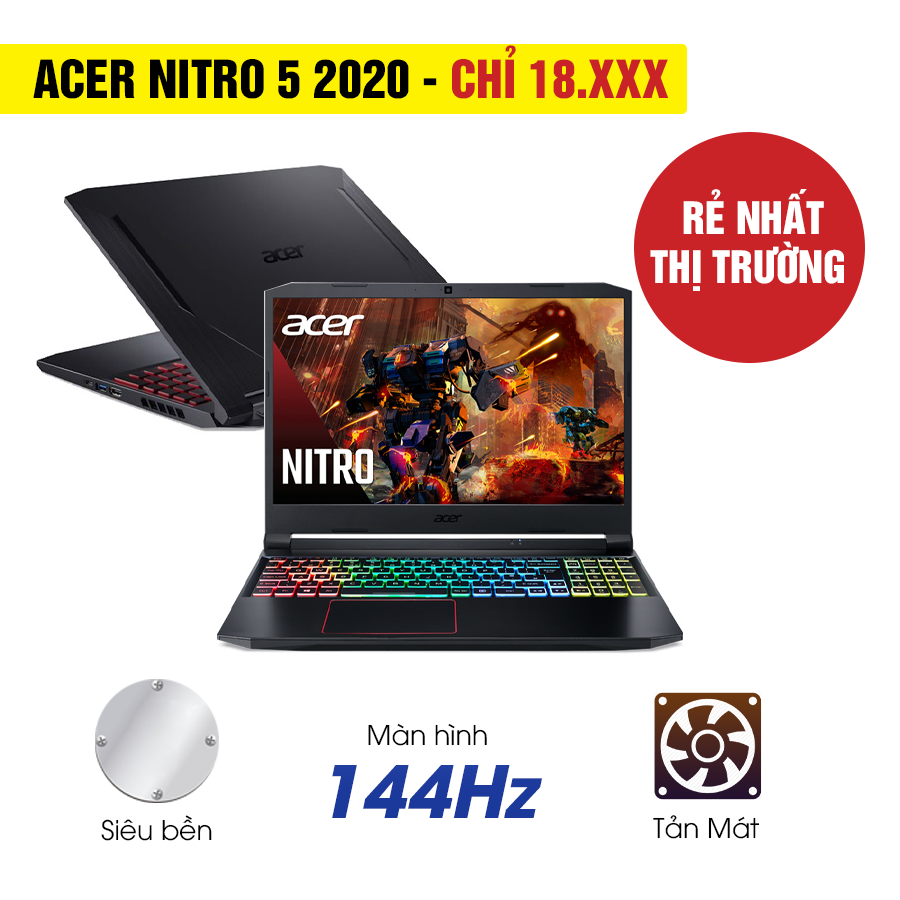 ACER NITRO 5 2020 - CHỈ 18.XXX
RẺ NHẤT
THỊ TRƯỜNG
acer
acer
NITRO
acer
Màn hình
144Hz
Siêu bền
Tản Mát